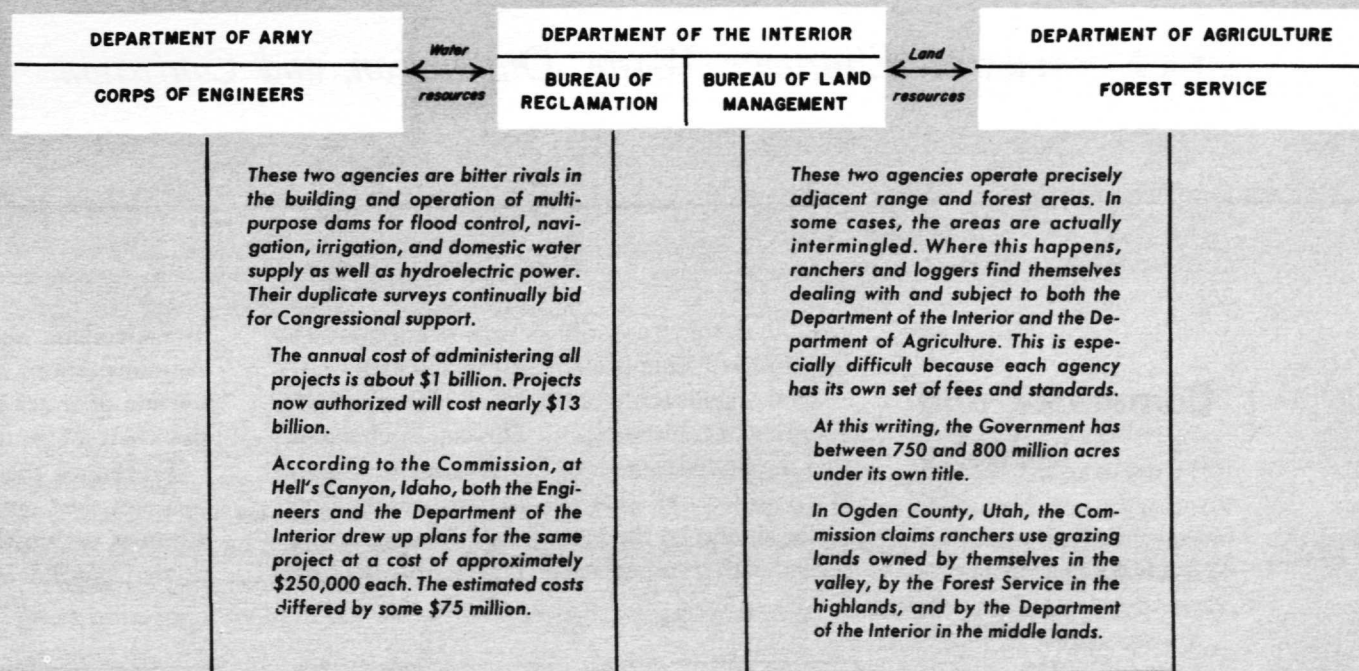 DEPARTMENT OF ARMY
CORPS OF ENGINEERS
Water
resources
DEPARTMENT OF THE INTERIOR
BUREAU OF
RECLAMATION
BUREAU OF LAND
MANAGEMENT
Land
resources
DEPARTMENT OF AGRICULTURE
FOREST SERVICE
These two agencies are bitter rivals in
the building and operation of multi-
purpose dams for flood control, navi-
gation, irrigation, and domestic water
supply as well as hydroelectric power.
Their duplicate surveys continually bid
for Congressional support.
The annual cost of administering all
projects is about $1 billion. Projects
now authorized will cost nearly $13
billion.
According to the Commission, at
Hell's Canyon, Idaho, both the Engi-
neers and the Department of the
Interior drew up plans for the same
project at a cost of approximately
$250,000 each. The estimated costs
differed by some $75 million.
These two agencies operate precisely
adjacent range and forest areas. In
some cases, the areas are actually
intermingled. Where this happens,
ranchers and loggers find themselves
dealing with and subject to both the
Department of the Interior and the De-
partment of Agriculture. This is espe-
cially difficult because each agency
has its own set of fees and standards.
At this writing, the Government has
between 750 and 800 million acres
under its own title.
In Ogden County, Utah, the Com-
mission claims ranchers use grazing
lands owned by themselves in the
valley, by the Forest Service in the
highlands, and by the Department
of the Interior in the middle lands.